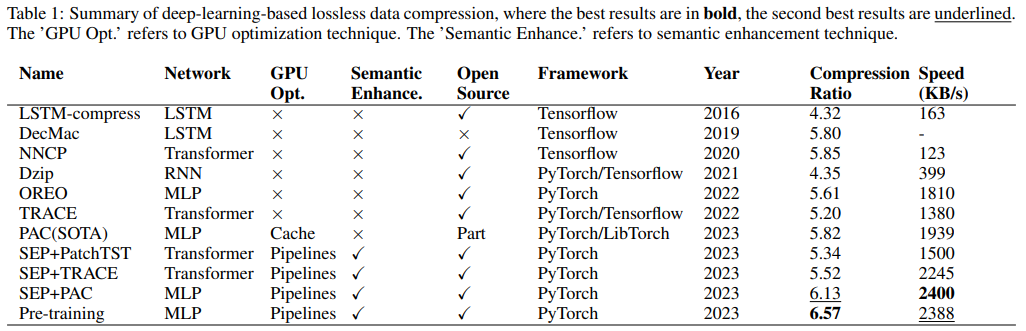 Table 1: Summary of deep-learning-based lossless data compression, where the best results are in bold, the second best results are underlined.
The 'GPU Opt.' refers to GPU optimization technique. The 'Semantic Enhance.' refers to semantic enhancement technique.
Name Network GPU Semantic Open Framework Year Compression Speed
Opt. Enhance. Source Ratio (KB/s)
LSTM-compress LSTM × × ✓ Tensorflow 2016 4.32 163
DecMac LSTM × × × Tensorflow 2019 5.80 -
NNCP Transformer × × ✓ Tensorflow 2020 5.85 123
Dzip RNN × × ✓ PyTorch/Tensorflow 2021 4.35 399
OREO MLP × × ✓ PyTorch 2022 5.61 1810
TRACE Transformer × × ✓ PyTorch/Tensorflow 2022 5.20 1380
PAC(SOTA) MLP Cache × Part PyTorch/LibTorch 2023 5.82 1939
SEP+PatchTST Transformer Pipelines ✓ ✓ PyTorch 2023 5.34 1500
SEP+TRACE Transformer Pipelines ✓ ✓ PyTorch 2023 5.52 2245
SEP+PAC MLP Pipelines ✓ ✓ PyTorch 2023 6.13 2400
Pre-training MLP Pipelines ✓ ✓ PyTorch 2023 6.57 2388